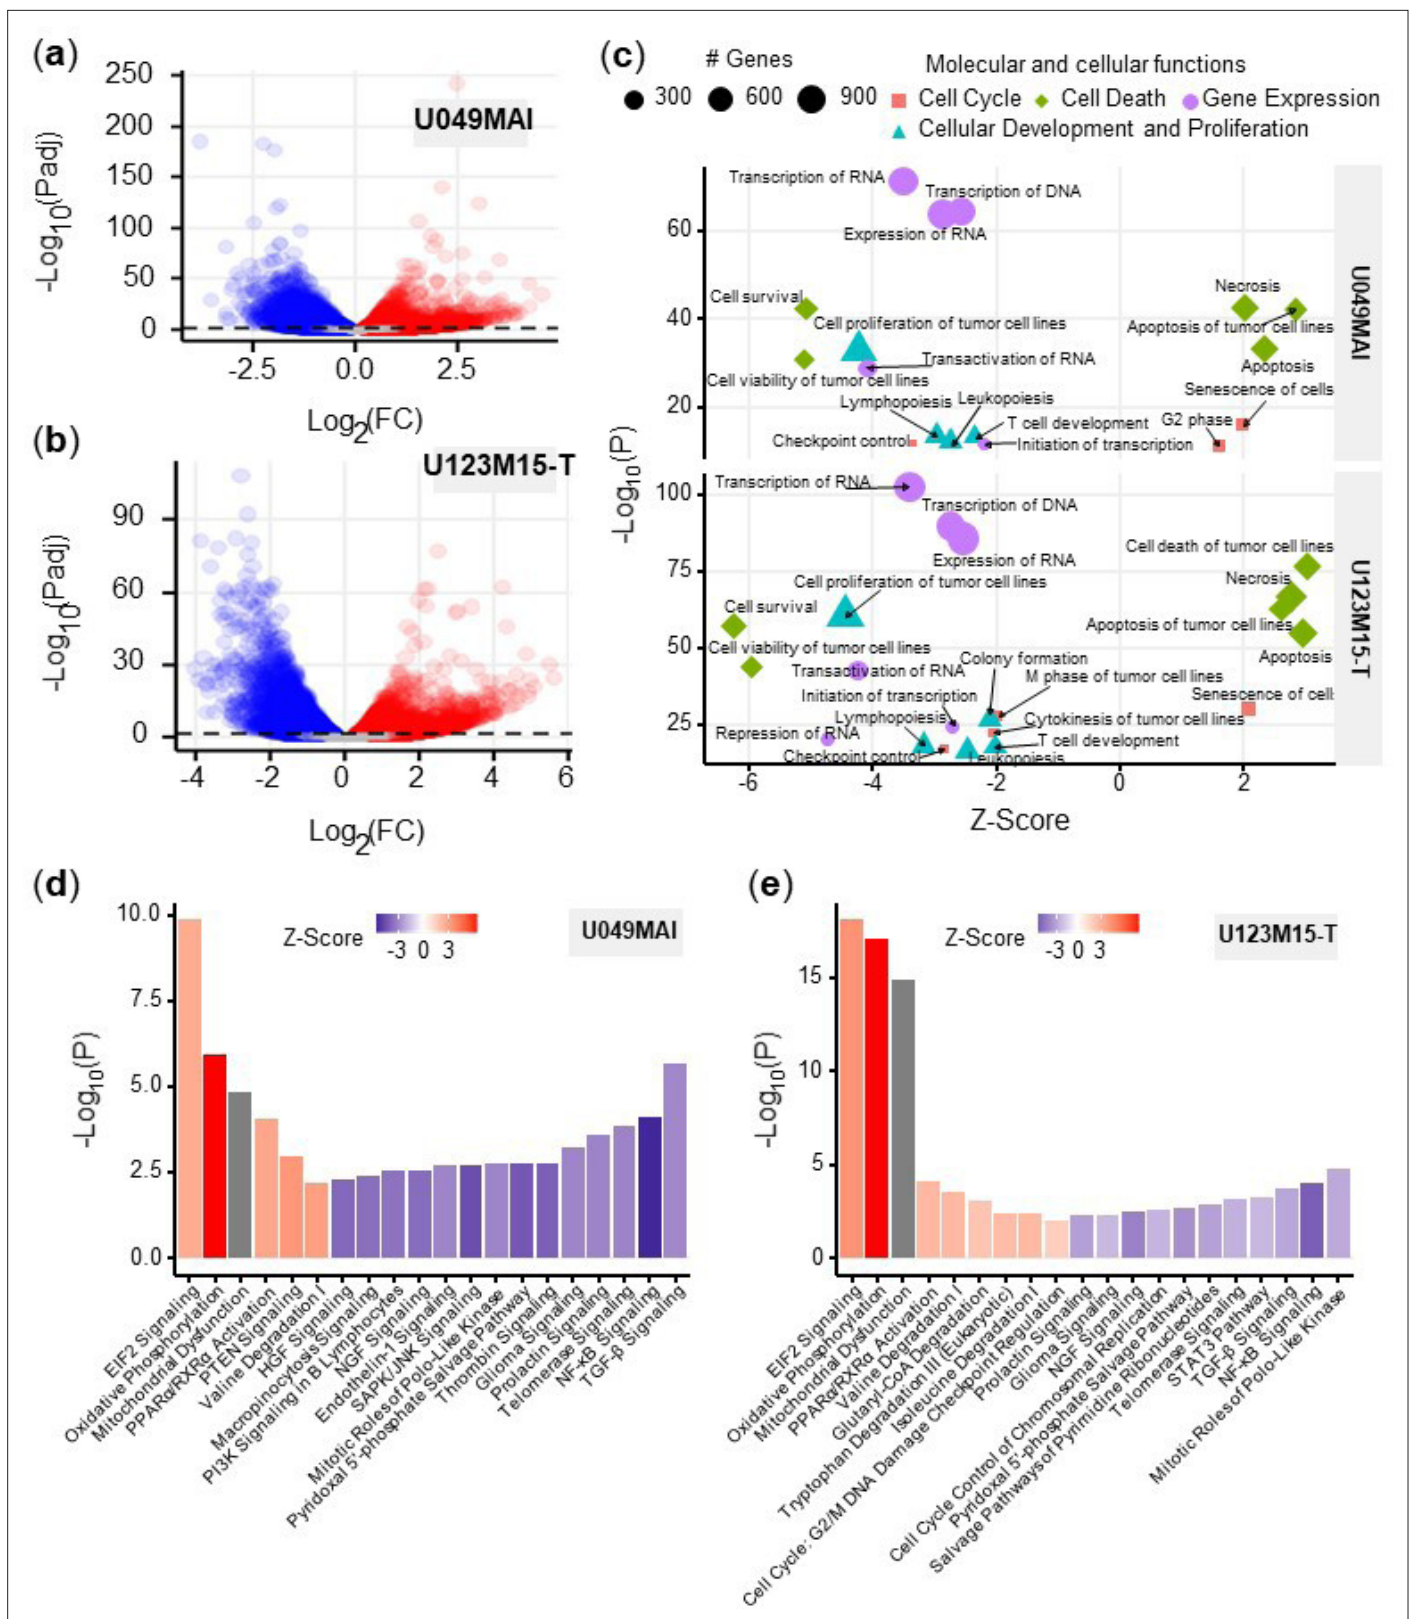 (a)
250
200
150
100
50
0
-Log10(Padj)
U049MAI
-2.5 0.0 2.5
Log2(FC)
(b)
90
60
30
0
-Log10(Padj)
U123M15-T
-4 -2 0 2 4 6
Log2(FC)
(c)
# Genes
300 600 900
Molecular and cellular functions
Cell Cycle Cell Death Gene Expression
Cellular Development and Proliferation
-Log10(P)
60
40
20
Transcription of RNA
Transcription of DNA
Expression of RNA
Cell survival
Necrosis
Cell proliferation of tumor cell lines
Apoptosis of tumor cell lines
Transactivation of RNA
Apoptosis
Cell viability of tumor cell lines
Senescence of cells
Lymphopoiesis
Leukopoiesis
G2 phase
T cell development
Checkpoint control
Initiation of transcription
U049MAI
100
75
50
25
Transcription of RNA
Transcription of DNA
Expression of RNA
Cell death of tumor cell lines
Cell proliferation of tumor cell lines
Necrosis
Cell survival
Apoptosis of tumor cell lines
Cell viability of tumor cell lines
Colony formation
Apoptosis
Transactivation of RNA
M phase of tumor cell lines
Initiation of transcription
Senescence of cell
Lymphopoiesis
Cytokinesis of tumor cell lines
Repression of RNA
T cell development
Checkpoint control
Leukopoiesis
U123M15-T
-6 -4 -2 0 2
Z-Score
(d)
10.0
7.5
5.0
2.5
0.0
-Log10(P)
Z-Score
-3 0 3
U049MAI
EIF2 Signaling
Oxidative Phosphorylation
Mitochondrial Dysfunction
PPARα/RXRα Activation
PTEN Signaling
Valine Degradation I
HGF Signaling
Macropinocytosis Signaling
PI3K Signaling in B Lymphocytes
NGF Signaling
Endothelin-1 Signaling
SAPK/JNK Signaling
Mitotic Roles of Polo-Like Kinase
Pyridoxal 5'-phosphate Salvage Pathway
Thrombin Signaling
Glioma Signaling
Prolactin Signaling
Telomerase Signaling
NF-κB Signaling
TGF-β Signaling
(e)
15
10
5
0
-Log10(P)
Z-Score
-3 0 3
U123M15-T
EIF2 Signaling
Oxidative Phosphorylation
Mitochondrial Dysfunction
PPARα/RXRα Activation
Valine Degradation I
Glutaryl-CoA Degradation
Tryptophan Degradation III (Eukaryotic)
Isoleucine Degradation I
Cell Cycle: G2/M DNA Damage Checkpoint Regulation
Prolactin Signaling
Glioma Signaling
NGF Signaling
Cell Cycle Control of Chromosomal Replication
Pyridoxal 5'-phosphate Salvage Pathway
Salvage Pathways of Pyrimidine Ribonucleotides
Telomerase Signaling
STAT3 Pathway
TGF-β Signaling
NF-κB Signaling
Mitotic Roles of Polo-Like Kinase